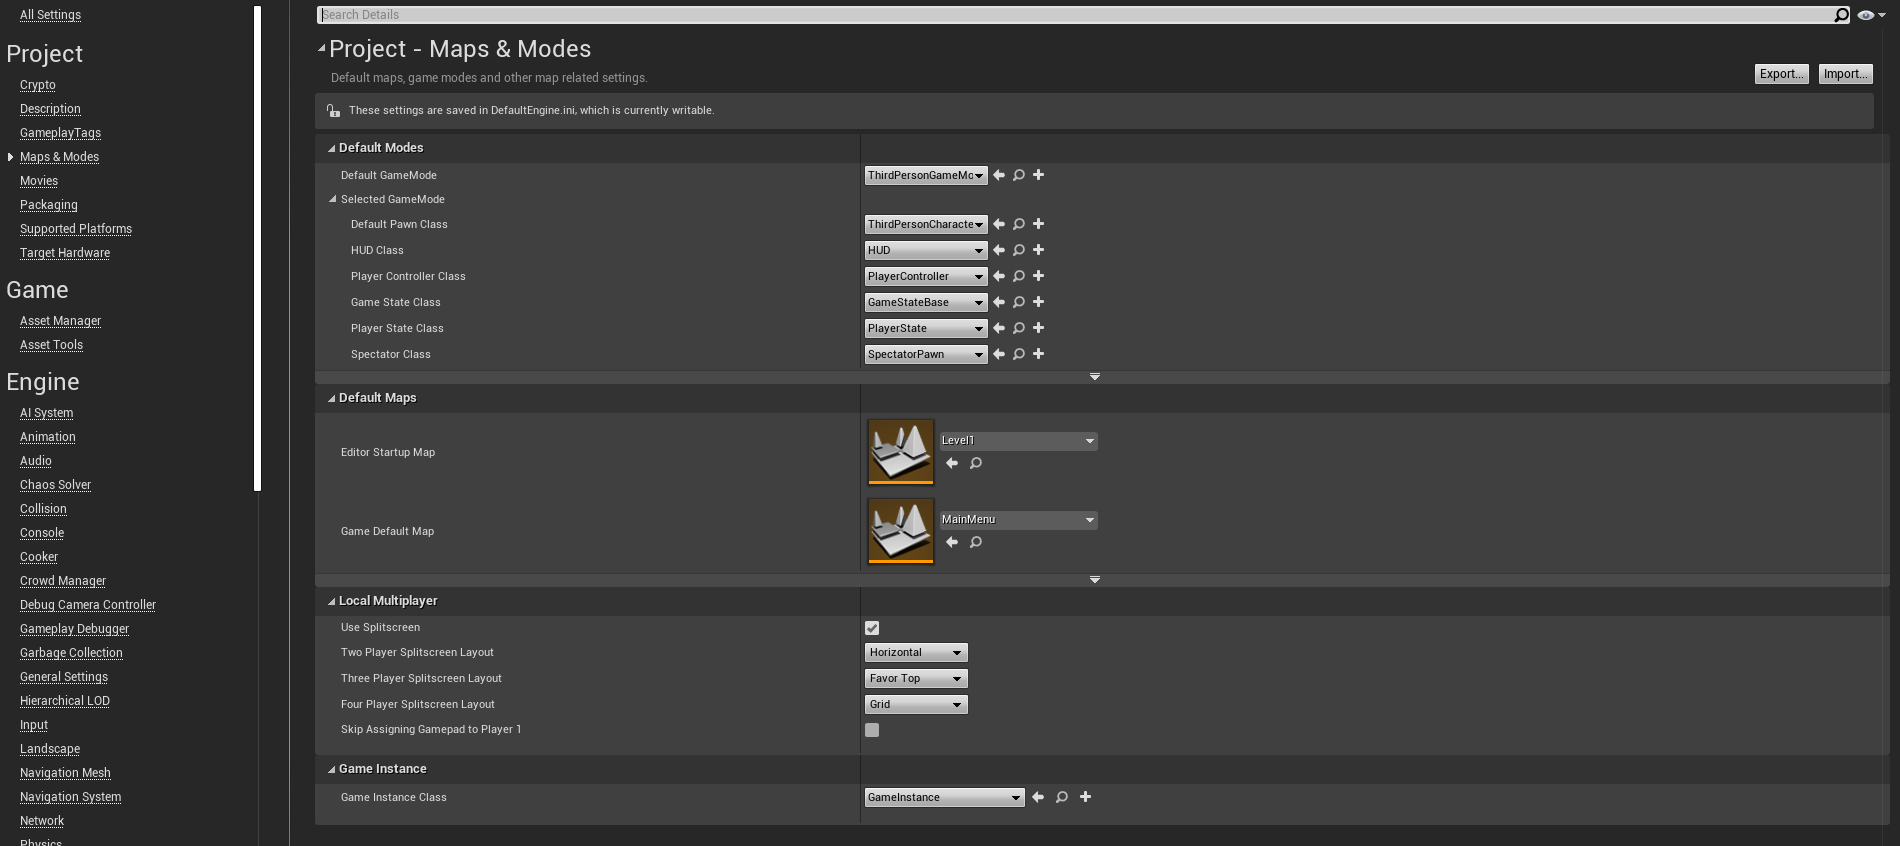 All Settings
Project
Crypto
Description
GameplayTags
Maps & Modes
Movies
Packaging
Supported Platforms
Target Hardware
Game
Asset Manager
Asset Tools
Engine
AI System
Animation
Audio
Chaos Solver
Collision
Console
Cooker
Crowd Manager
Debug Camera Controller
Gameplay Debugger
Garbage Collection
General Settings
Hierarchical LOD
Input
Landscape
Navigation Mesh
Navigation System
Network
Physics
Search Details
Project - Maps & Modes
Default maps, game modes and other map related settings.
Export... Import...
These settings are saved in DefaultEngine.ini, which is currently writable.
Default Modes
Default GameMode ThirdPersonGameMo
Selected GameMode
Default Pawn Class ThirdPersonCharacte
HUD Class HUD
Player Controller Class PlayerController
Game State Class GameStateBase
Player State Class PlayerState
Spectator Class SpectatorPawn
Default Maps
Editor Startup Map Level1
Game Default Map MainMenu
Local Multiplayer
Use Splitscreen
Two Player Splitscreen Layout Horizontal
Three Player Splitscreen Layout Favor Top
Four Player Splitscreen Layout Grid
Skip Assigning Gamepad to Player 1
Game Instance
Game Instance Class GameInstance